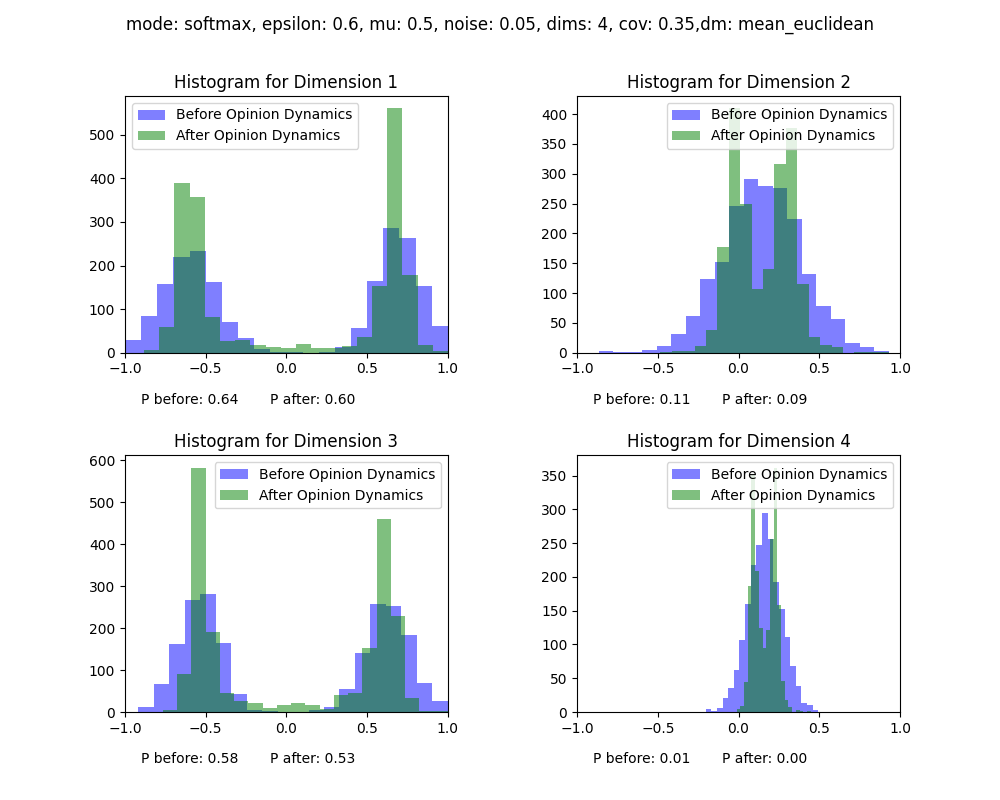 mode: softmax, epsilon: 0.6, mu: 0.5, noise: 0.05, dims: 4, cov: 0.35,dm: mean_euclidean
Histogram for Dimension 1
Before Opinion Dynamics
After Opinion Dynamics
500
400
300
200
100
0
−1.0 −0.5 0.0 0.5 1.0
P before: 0.64 P after: 0.60
Histogram for Dimension 2
Before Opinion Dynamics
After Opinion Dynamics
400
350
300
250
200
150
100
50
0
−1.0 −0.5 0.0 0.5 1.0
P before: 0.11 P after: 0.09
Histogram for Dimension 3
Before Opinion Dynamics
After Opinion Dynamics
600
500
400
300
200
100
0
−1.0 −0.5 0.0 0.5 1.0
P before: 0.58 P after: 0.53
Histogram for Dimension 4
Before Opinion Dynamics
After Opinion Dynamics
350
300
250
200
150
100
50
0
−1.0 −0.5 0.0 0.5 1.0
P before: 0.01 P after: 0.00